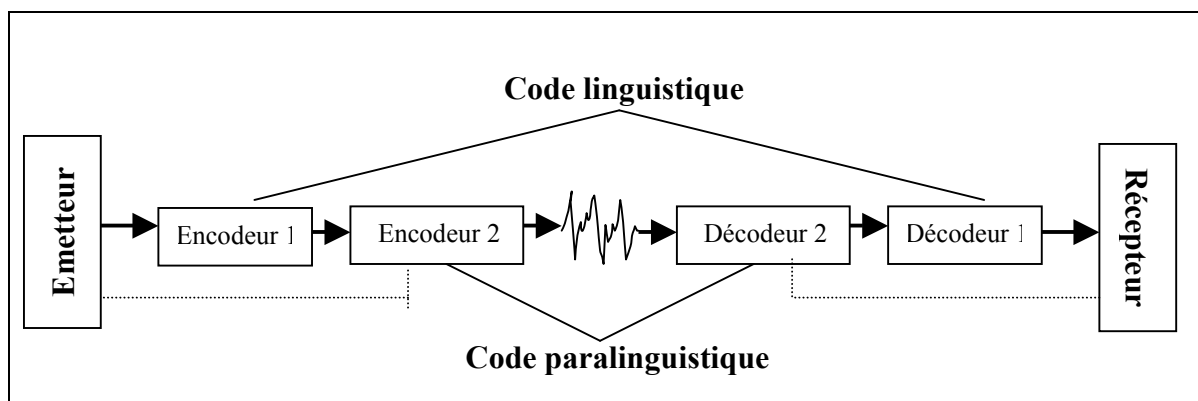 Code linguistique
Emetteur
Encodeur 1
Encodeur 2
Décodeur 2
Décodeur 1
Récepteur
Code paralinguistique